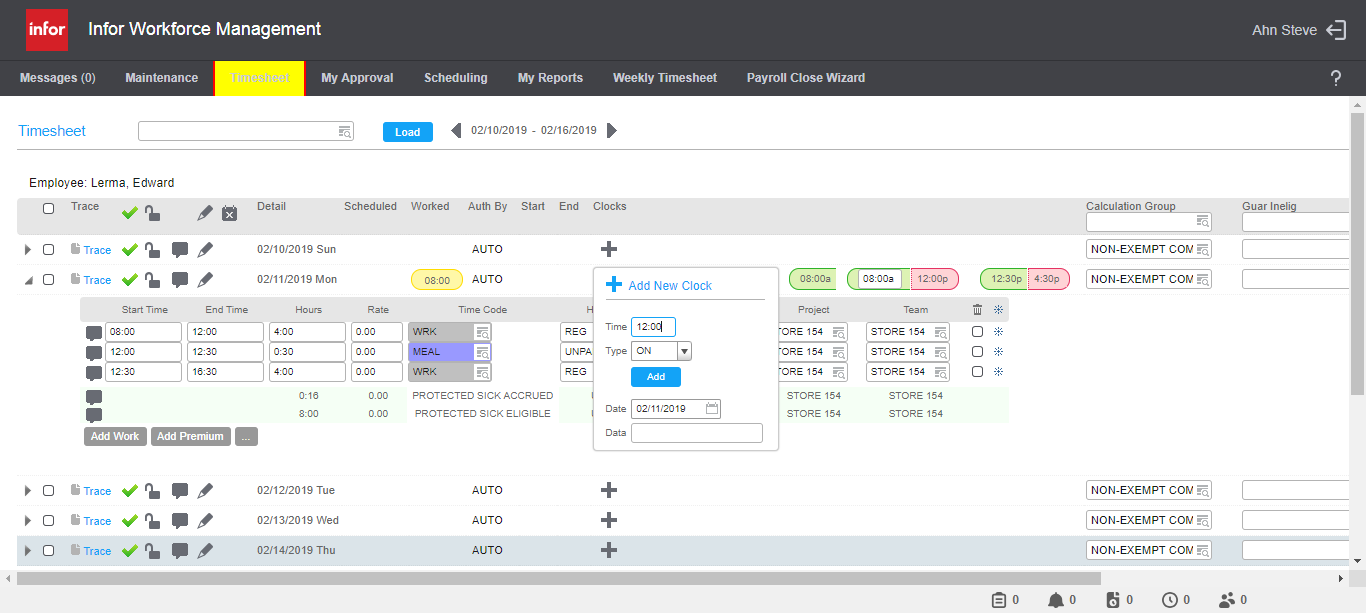 infor Infor Workforce Management Ahn Steve
Messages (0) Maintenance Timesheet My Approval Scheduling My Reports Weekly Timesheet Payroll Close Wizard ?
Timesheet Load 02/10/2019 - 02/16/2019
Employee: Lerma, Edward
Trace Detail Scheduled Worked Auth By Start End Clocks Calculation Group Guar Inelig
Trace 02/10/2019 Sun AUTO NON-EXEMPT COM
Trace 02/11/2019 Mon 08:00 AUTO 08:00a 08:00a 12:00p 12:30p 4:30p NON-EXEMPT COM
Add New Clock
Time 12:00
Type ON
Add
Date 02/11/2019
Data
Start Time End Time Hours Rate Time Code H Project Team
08:00 12:00 4:00 0.00 WRK REG TORE 154 STORE 154
12:00 12:30 0:30 0.00 MEAL UNPA TORE 154 STORE 154
12:30 16:30 4:00 0.00 WRK REG TORE 154 STORE 154
0:16 0.00 PROTECTED SICK ACCRUED STORE 154 STORE 154
8:00 0.00 PROTECTED SICK ELIGIBLE STORE 154 STORE 154
Add Work Add Premium ...
Trace 02/12/2019 Tue AUTO NON-EXEMPT COM
Trace 02/13/2019 Wed AUTO NON-EXEMPT COM
Trace 02/14/2019 Thu AUTO NON-EXEMPT COM
0 0 0 0 0